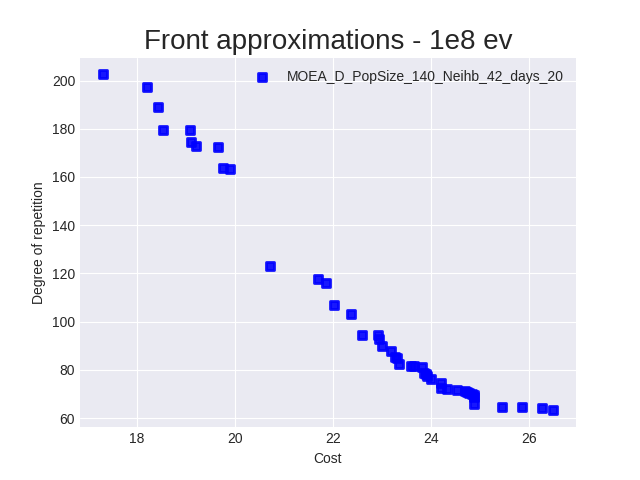 Front approximations - 1e8 ev
MOEA_D_PopSize_140_Neihb_42_days_20
200
180
160
140
120
100
80
60
Degree of repetition
18 20 22 24 26
Cost